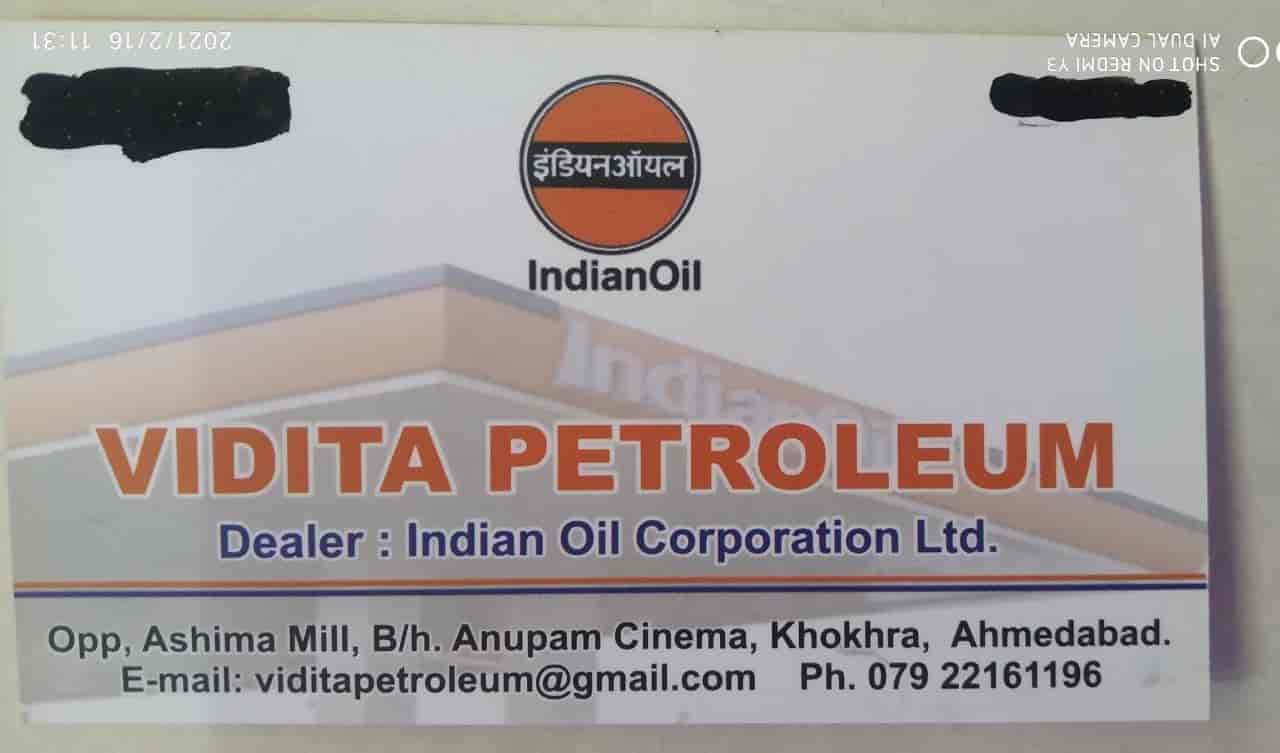 2021/2/16 11:31
SHOT ON REDMI Y3
AI DUAL CAMERA
इंडियनऑयल
IndianOil
IndianOil
VIDITA PETROLEUM
Dealer : Indian Oil Corporation Ltd.
Opp, Ashima Mill, B/h. Anupam Cinema, Khokhra, Ahmedabad.
E-mail: viditapetroleum@gmail.com Ph. 079 22161196